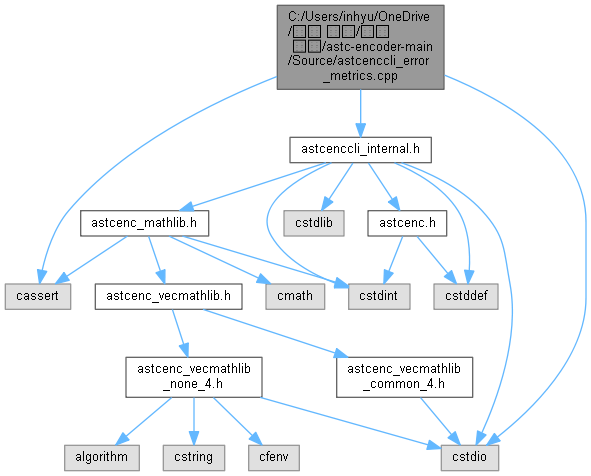 C:/Users/inhyu/OneDrive
/ /
/astc-encoder-main
/Source/astcenccli_error
_metrics.cpp
astcenccli_internal.h
astcenc_mathlib.h
cstdlib
astcenc.h
cassert
astcenc_vecmathlib.h
cmath
cstdint
cstddef
astcenc_vecmathlib
_none_4.h
astcenc_vecmathlib
_common_4.h
algorithm
cstring
cfenv
cstdio